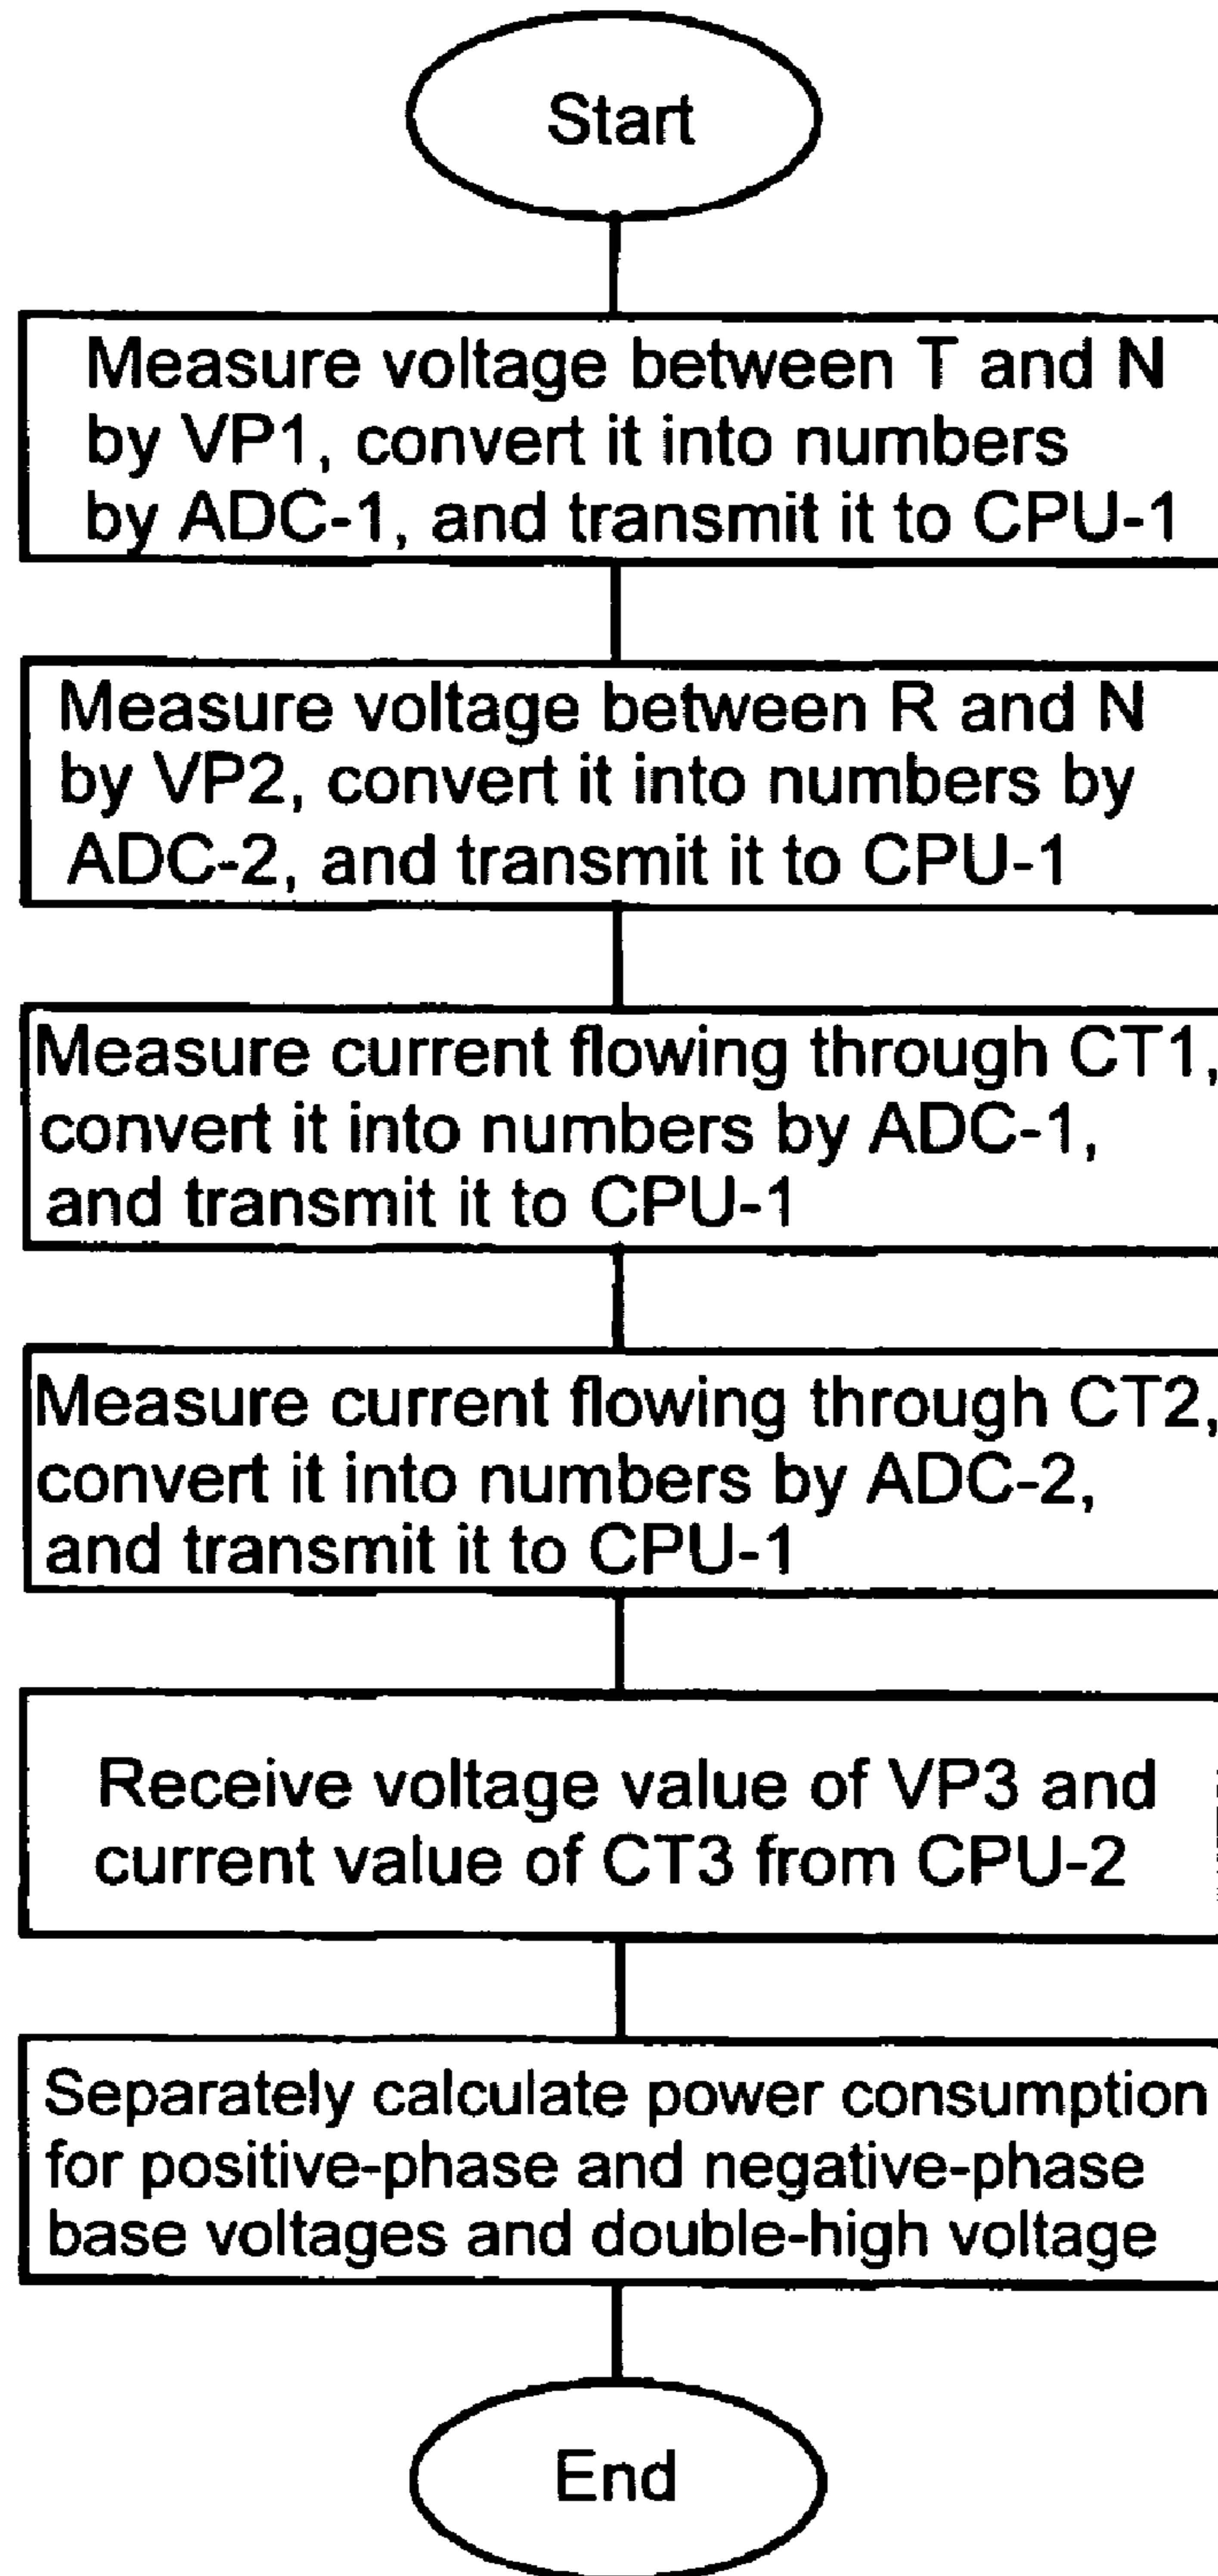 Start
Measure voltage between T and N
by VP1, convert it into numbers
by ADC-1, and transmit it to CPU-1
Measure voltage between R and N
by VP2, convert it into numbers by
ADC-2, and transmit it to CPU-1
Measure current flowing through CT1,
convert it into numbers by ADC-1,
and transmit it to CPU-1
Measure current flowing through CT2,
convert it into numbers by ADC-2,
and transmit it to CPU-1
Receive voltage value of VP3 and
current value of CT3 from CPU-2
Separately calculate power consumption
for positive-phase and negative-phase
base voltages and double-high voltage
End